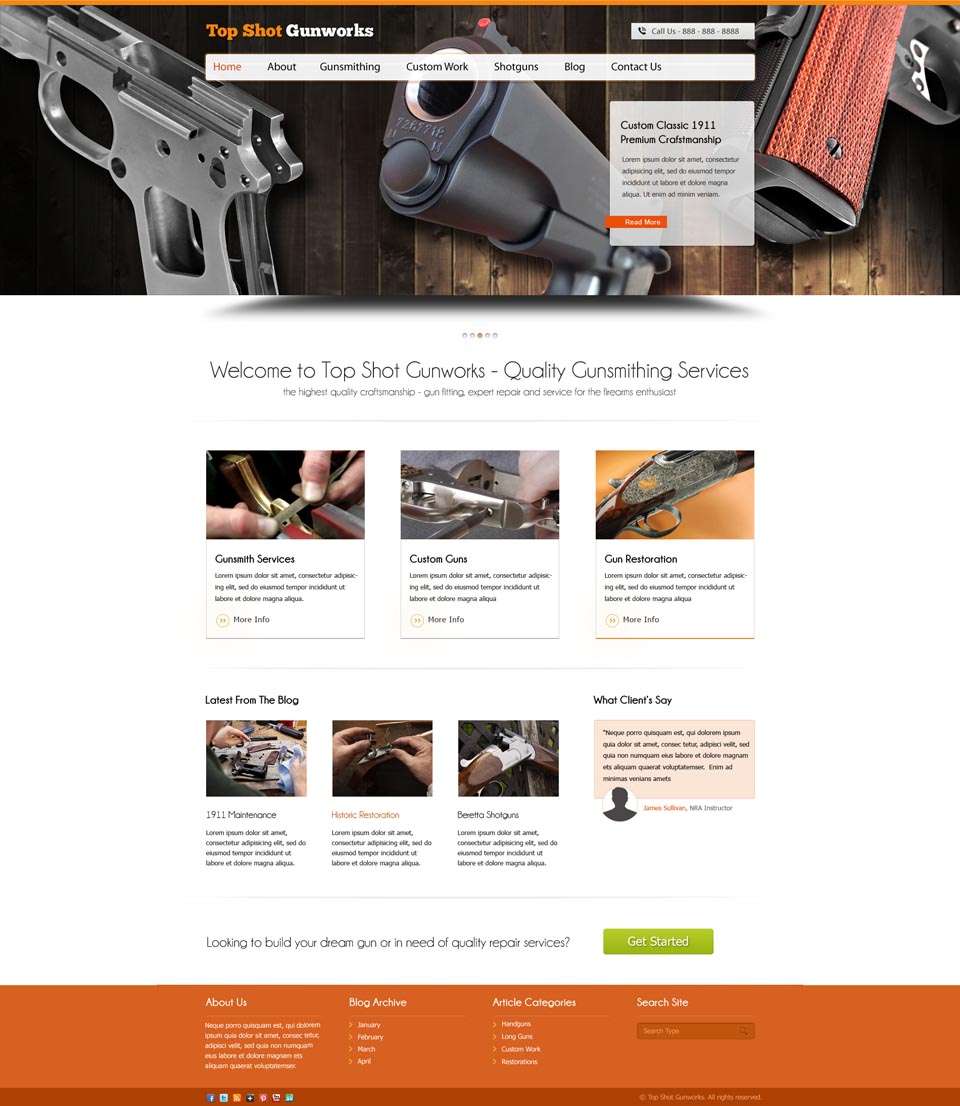 Top Shot Gunworks
Call Us - 888 - 888 - 8888
Home About Gunsmithing Custom Work Shotguns Blog Contact Us
7267718
Custom Classic 1911
Premium Crafstmanship
Lorem ipsum dolor sit amet, consectetur
adipisicing elit, sed do eiusmod tempor
incididunt ut labore et dolore magna
aliqua. Ut enim ad minim veniam.
Read More
Welcome to Top Shot Gunworks - Quality Gunsmithing Services
the highest quality craftsmanship - gun fitting, expert repair and service for the firearms enthusiast
Gunsmith Services
Lorem ipsum dolor sit amet, consectetur adipisic-
ing elit, sed do eiusmod tempor incididunt ut
labore et dolore magna aliqua.
More Info
Custom Guns
Lorem ipsum dolor sit amet, consectetur adipisic-
ing elit, sed do eiusmod tempor incididunt ut
labore et dolore magna aliqua
More Info
Gun Restoration
Lorem ipsum dolor sit amet, consectetur adipisic-
ing elit, sed do eiusmod tempor incididunt ut
labore et dolore magna aliqua
More Info
Latest From The Blog
1911 Maintenance
Lorem ipsum dolor sit amet,
consectetur adipisicing elit, sed do
eiusmod tempor incididunt ut
labore et dolore magna aliqua.
Historic Restoration
Lorem ipsum dolor sit amet,
consectetur adipisicing elit, sed do
eiusmod tempor incididunt ut
labore et dolore magna aliqua.
Beretta Shotguns
Lorem ipsum dolor sit amet,
consectetur adipisicing elit, sed do
eiusmod tempor incididunt ut
labore et dolore magna aliqua.
What Client's Say
"Neque porro quisquam est, qui dolorem ipsum
quia dolor sit amet, consec tetur, adipisci velit, sed
quia non numquam eius labore et dolore magnam
ets aliquam quaerat voluptatemser. Enim ad
minimas venians amets
James Sullivan, NRA Instructor
Looking to build your dream gun or in need of quality repair services?
Get Started
About Us
Neque porro quisquam est, qui dolorem
ipsum quia dolor sit amet, consec tetur,
adipisci velit, sed quia non numquam
eius labore et dolore magnam ets
aliquam quaerat voluptatemser.
Blog Archive
January
February
March
April
Article Categories
Handguns
Long Guns
Custom Work
Restorations
Search Site
Search Type
© Top Shot Gunworks. All rights reserved.